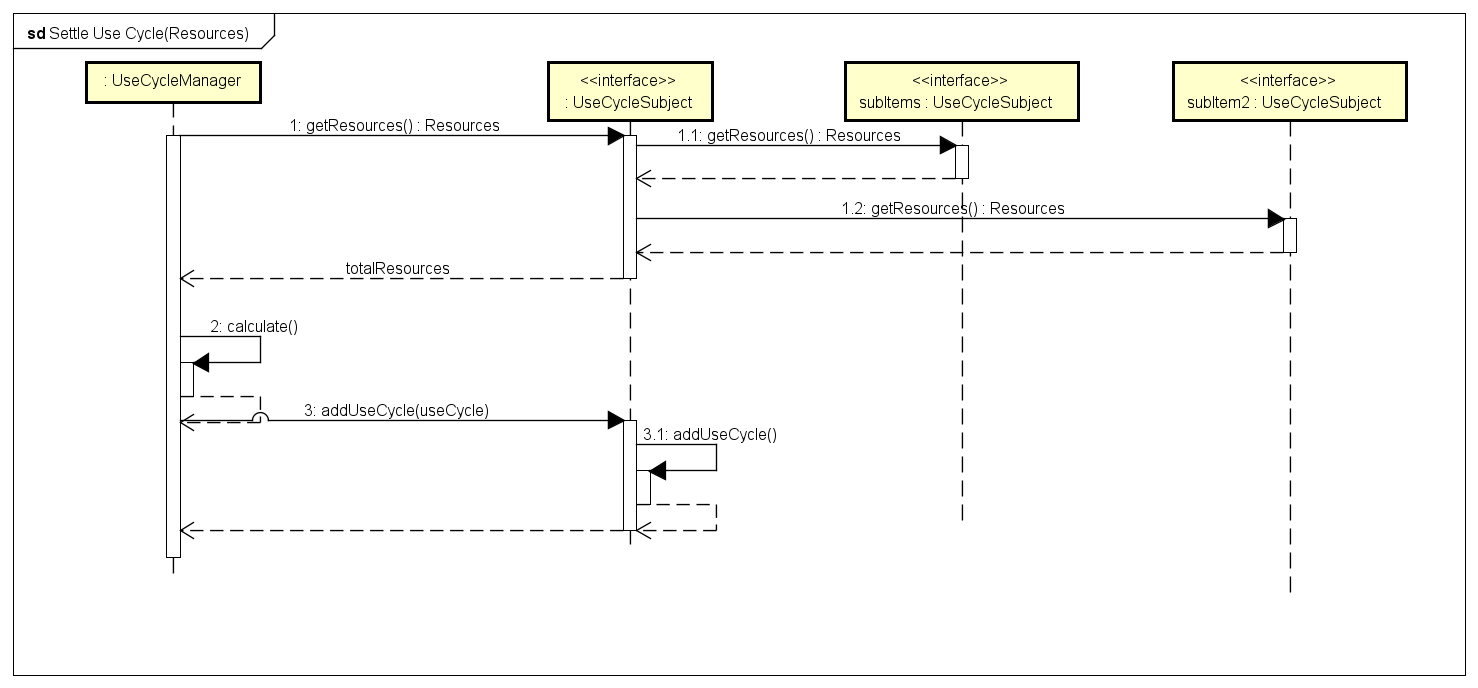 sd Settle Use Cycle(Resources)
: UseCycleManager
<<interface>>
: UseCycleSubject
<<interface>>
subItems : UseCycleSubject
<<interface>>
subItem2 : UseCycleSubject
1: getResources() : Resources
1.1: getResources() : Resources
1.2: getResources() : Resources
totalResources
2: calculate()
3: addUseCycle(useCycle)
3.1: addUseCycle()